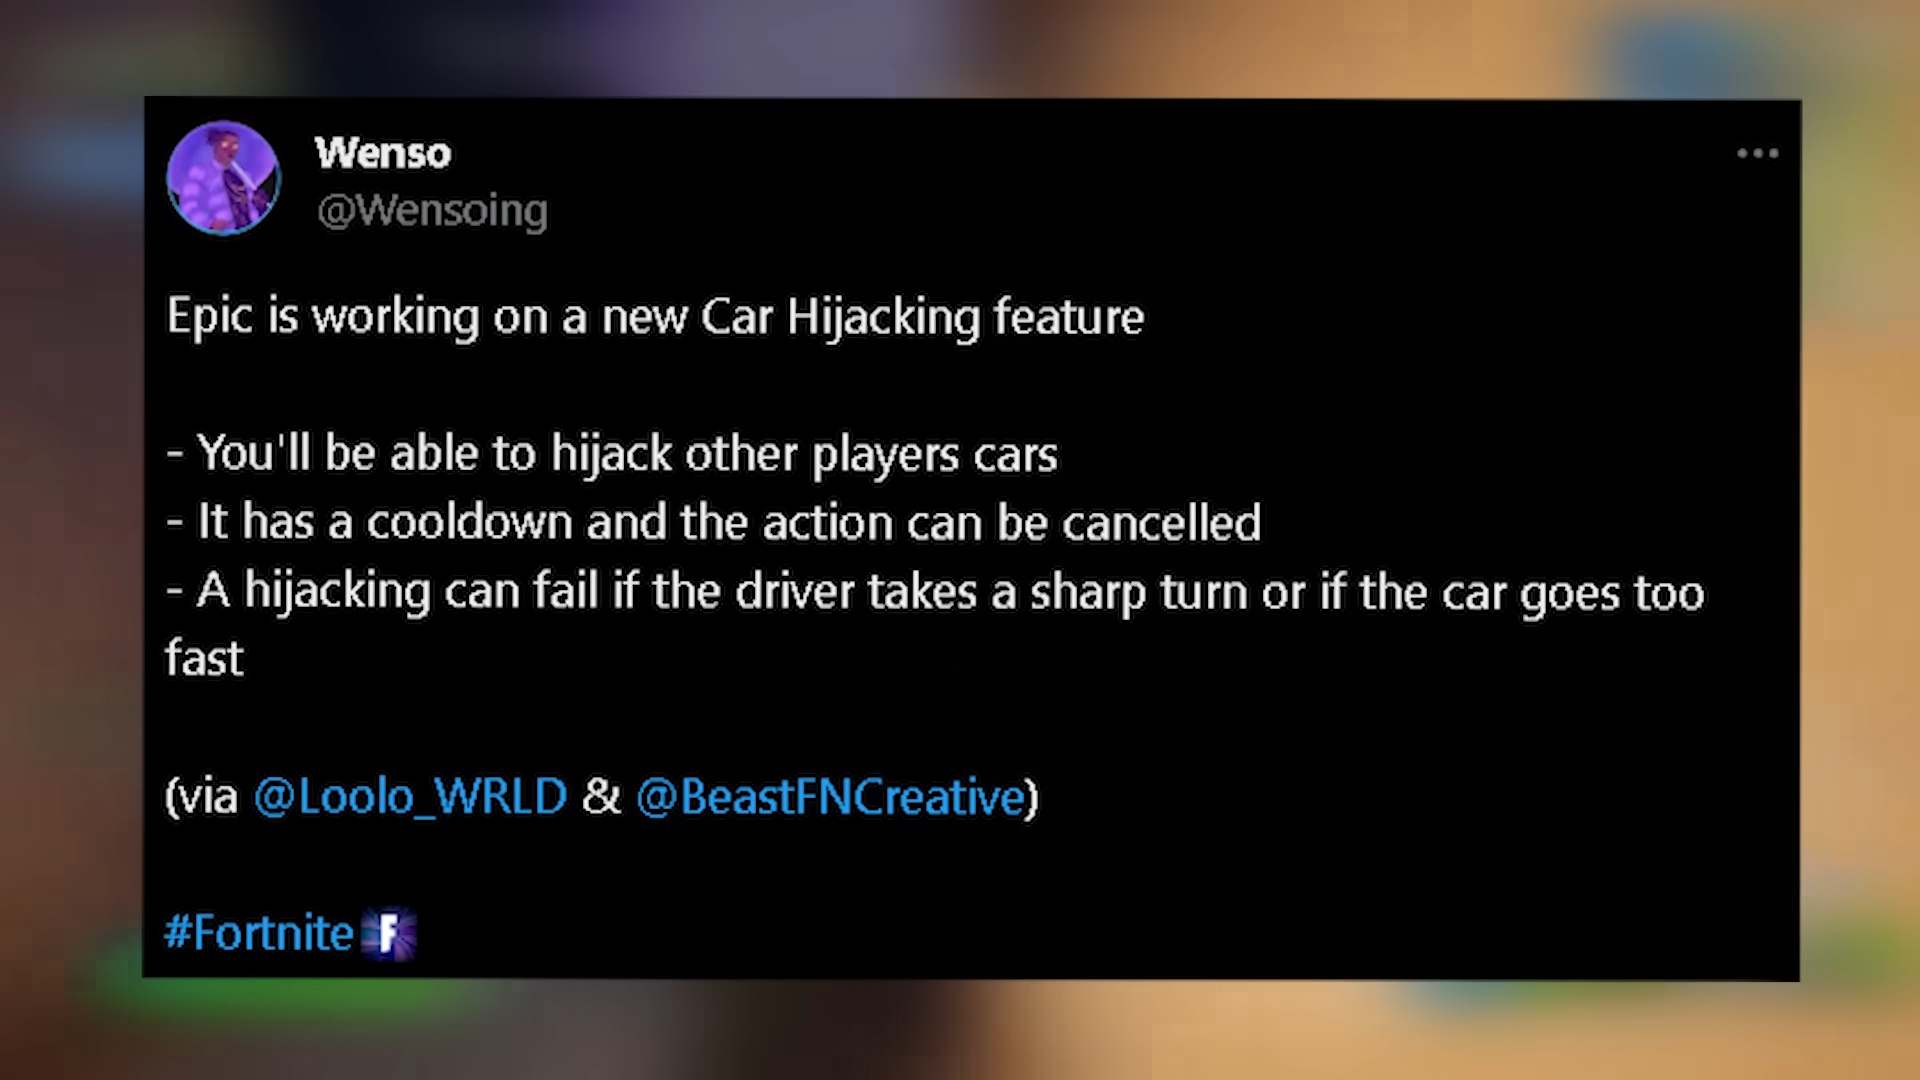 Wenso
@Wensoing
Epic is working on a new Car Hijacking feature
- You'll be able to hijack other players cars
- It has a cooldown and the action can be cancelled
- A hijacking can fail if the driver takes a sharp turn or if the car goes too
fast
(via @Loolo_WRLD & @BeastFNCreative)
#Fortnite F